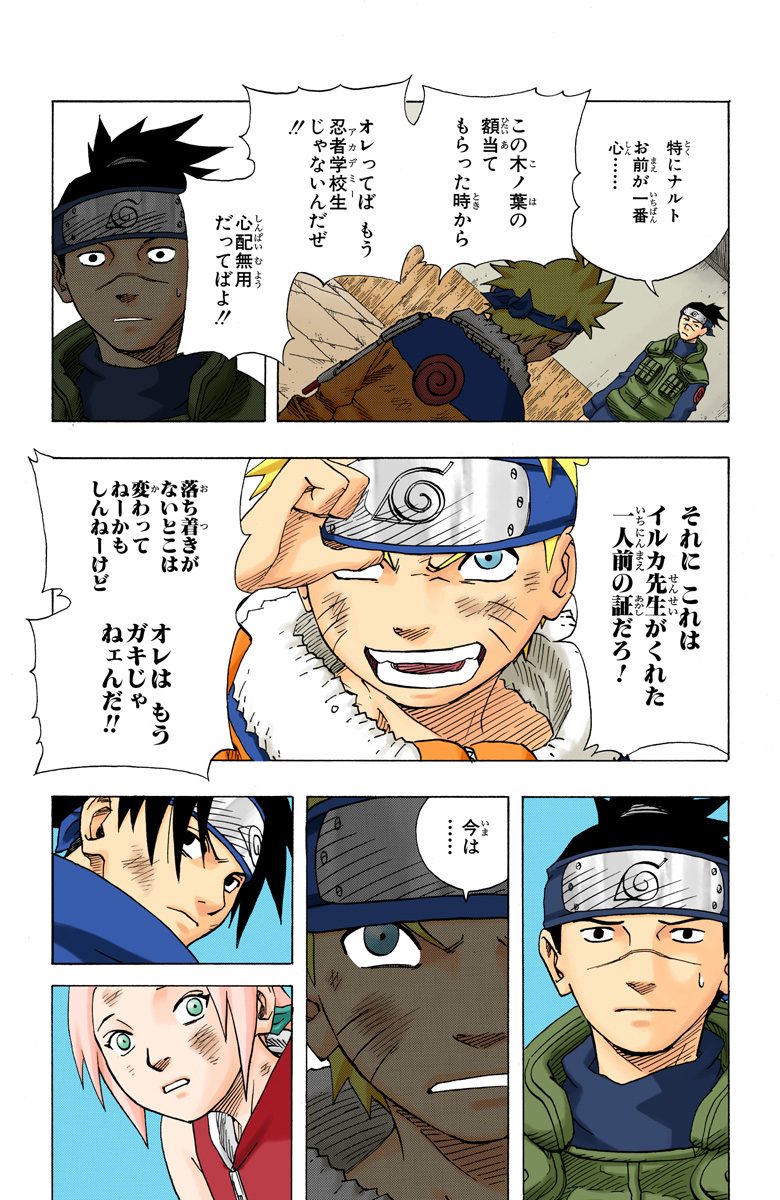 特にナルト
お前が一番
心……
この木ノ葉の
額当て
もらった時から
オレってば もう
忍者学校生
じゃないんだぜ
!!
心配無用
だってばよ!!
それに これは
イルカ先生がくれた
一人前の証だろ!
落ち着きが
ないとこは
変わって
ねーかも
しんねーけど
オレは もう
ガキじゃ
ねェんだ!!
今は
……